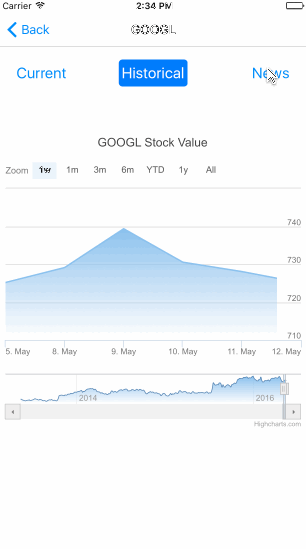 Carrier 2:34 PM
Back GOOGL
Current Historical News
GOOGL Stock Value
Zoom 1w 1m 3m 6m YTD 1y All
740
730
720
710
5. May 8. May 9. May 10. May 11. May 12. May
2014 2016
Highcharts.com